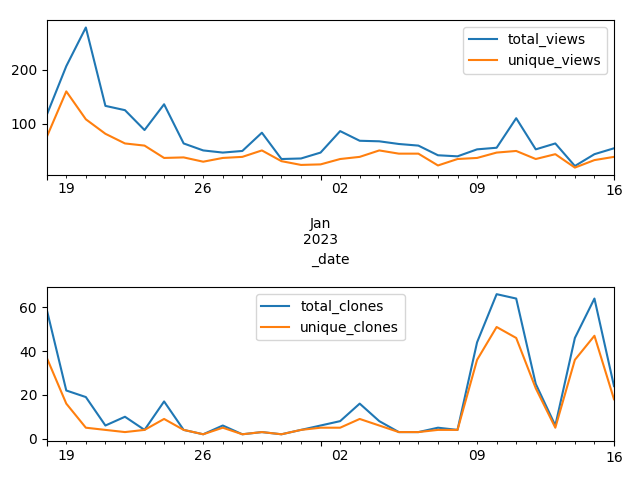 total_views
unique_views
200
100
19 26 02 09 16
Jan
2023
_date
total_clones
unique_clones
60
40
20
0
19 26 02 09 16